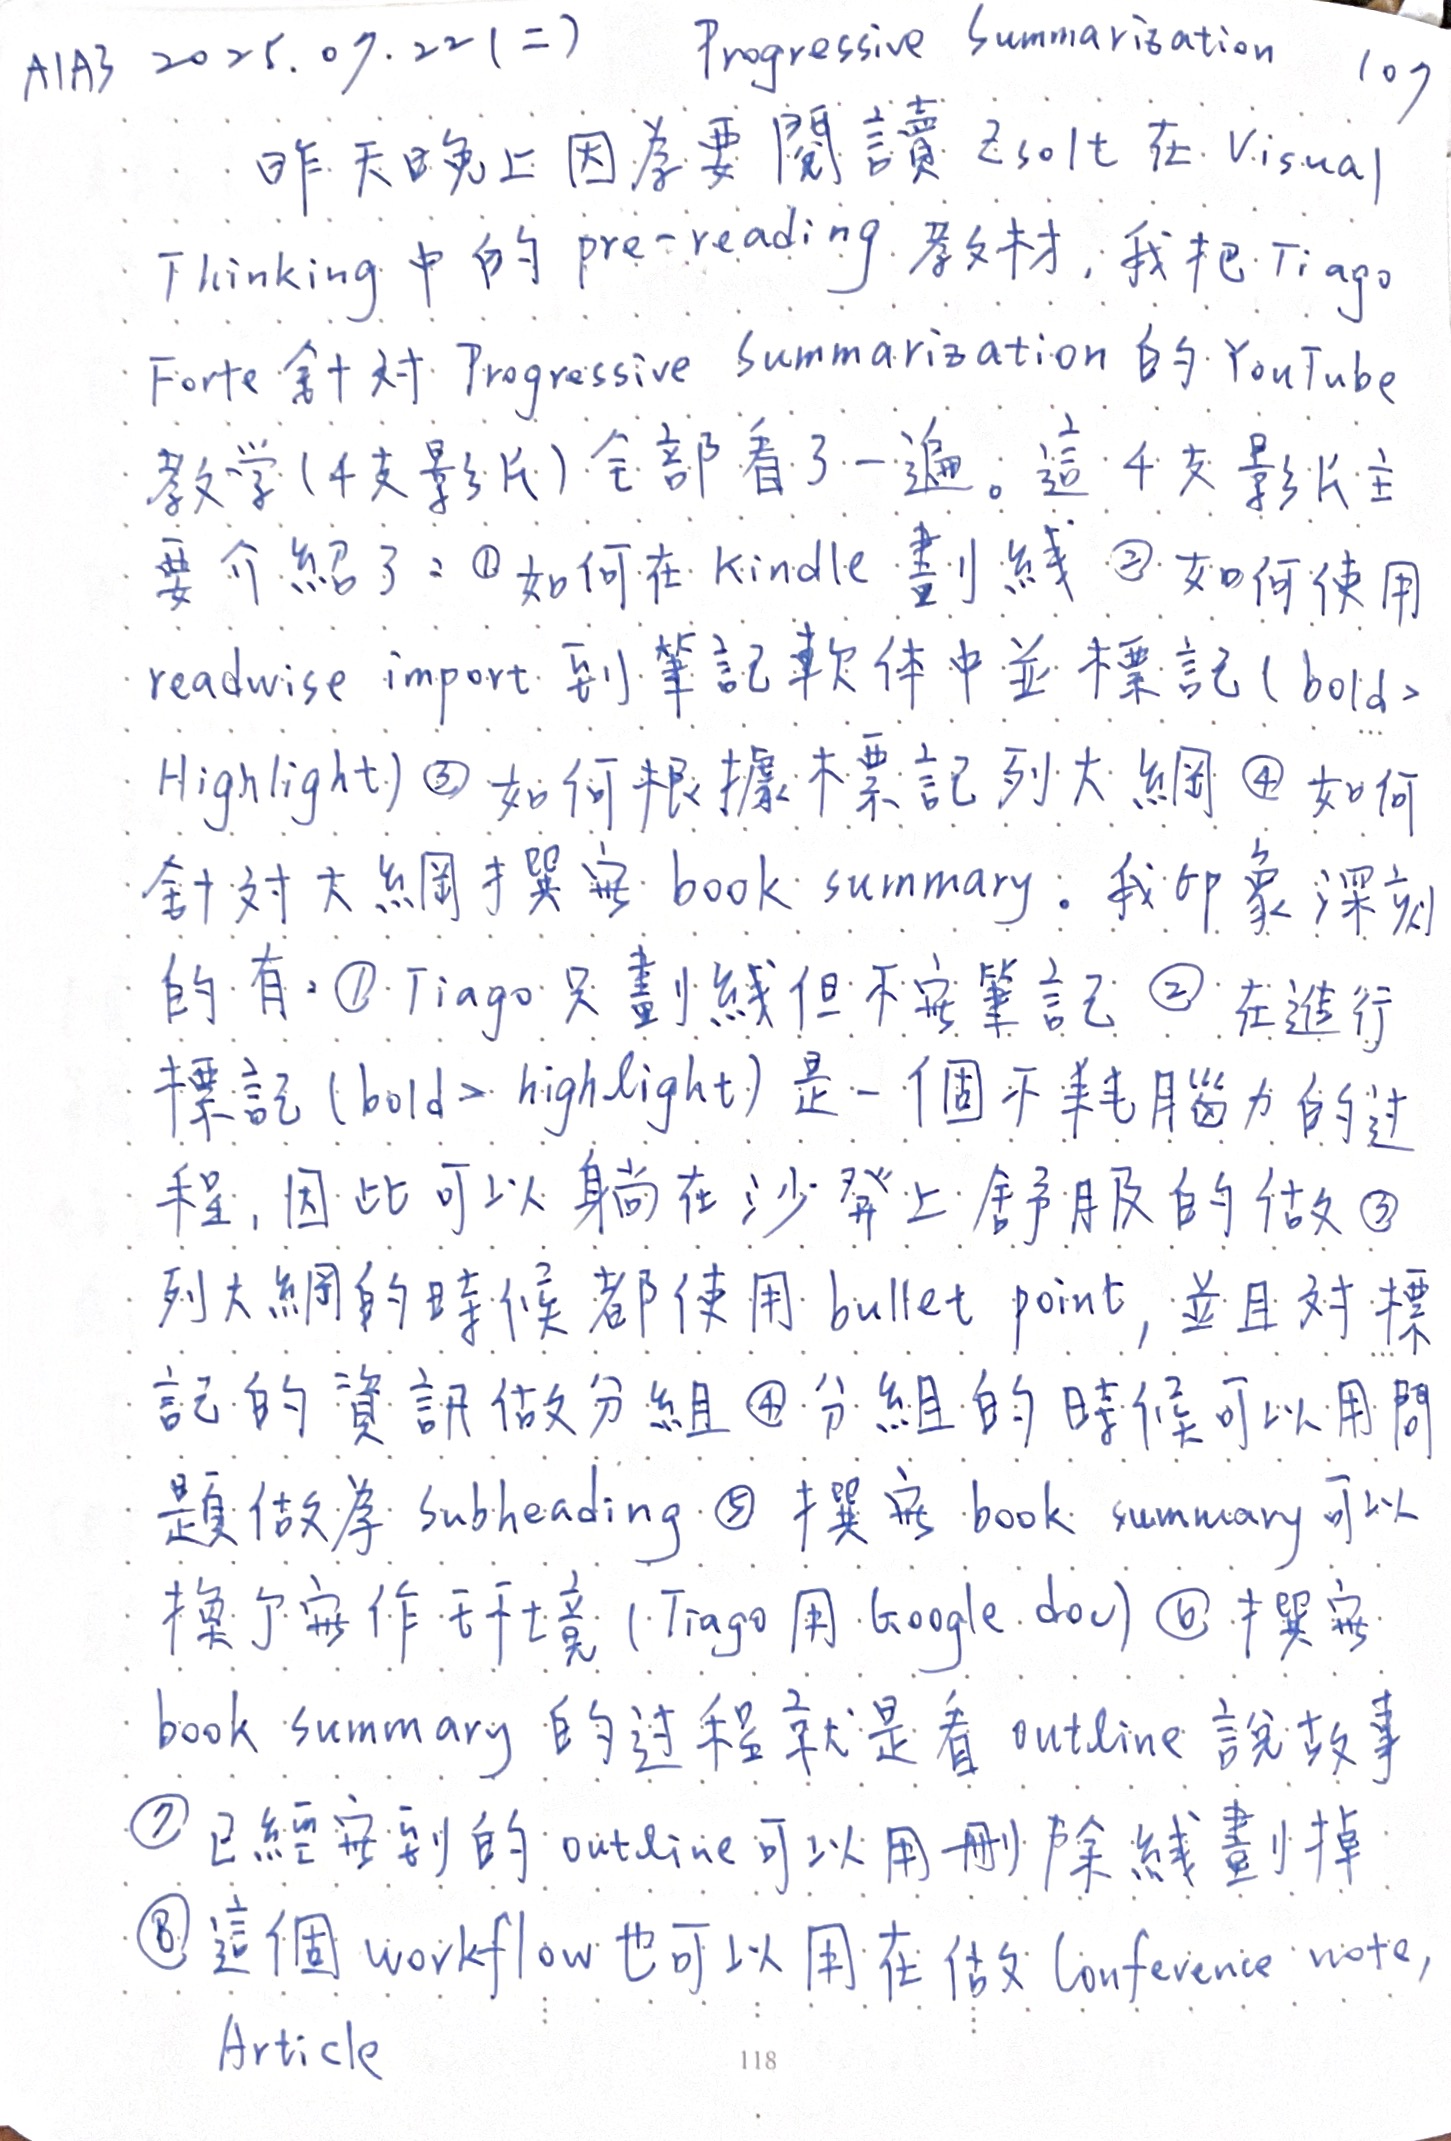 A1A3 2025.07.22(二) Progressive Summarization 107
昨天晚上因為要閱讀 Zsolt 在 Visual
Thinking 中的 pre-reading 教材,我把 Tiago
Forte 針对 Progressive Summarization 的 YouTube
教学(4支影片)全部看了一遍。這4支影片主
要介紹了:①如何在 Kindle 劃線 ②如何使用
readwise import 到筆記軟体中並標記(bold>
Highlight) ③如何根據標記列大綱 ④如何
針对大綱撰寫 book summary。我印象深刻
的有:① Tiago 只劃線但不寫筆記 ②在進行
標記(bold> highlight)是一個不耗腦力的过
程,因此可以躺在沙發上舒服的做 ③
列大綱的時候都使用 bullet point,並且对標
記的資訊做分組 ④分組的時候可以用問
題做為 subheading ⑤ 撰寫 book summary 可以
換个寫作环境(Tiago 用 Google doc) ⑥撰寫
book summary 的过程就是看 outline 說故事
⑦已經寫到的 outline 可以用刪除線劃掉
⑧這個 workflow 也可以用在做 Conference note,
Article
118